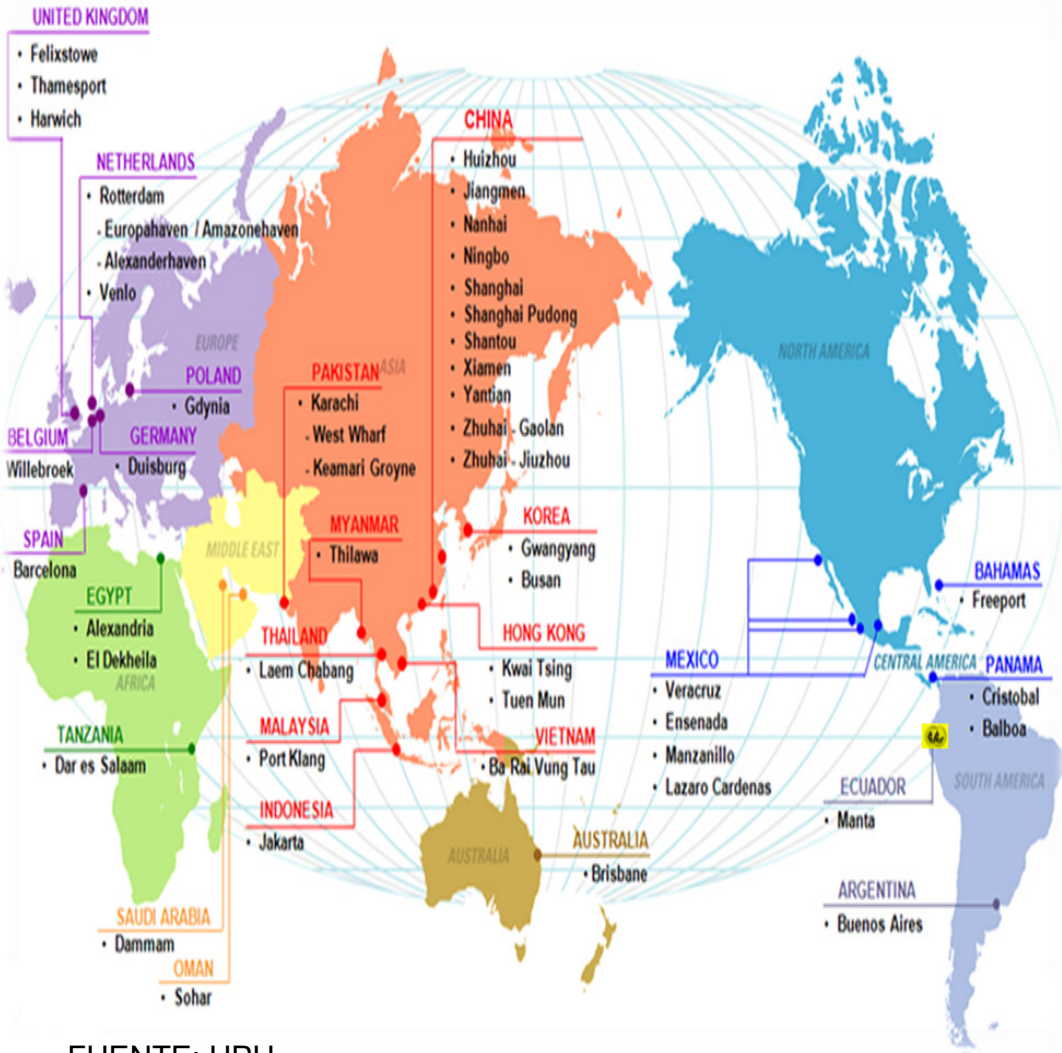 UNITED KINGDOM
• Felixstowe
• Thamesport
• Harwich
NETHERLANDS
• Rotterdam
- Europahaven / Amazonehaven
- Alexanderhaven
• Venlo
EUROPE
POLAND
• Gdynia
BELGIUM
Willebroek
GERMANY
• Duisburg
SPAIN
Barcelona
CHINA
• Huizhou
• Jiangmen
• Nanhai
• Ningbo
• Shanghai
• Shanghai Pudong
• Shantou
• Xiamen
• Yantian
• Zhuhai - Gaolan
• Zhuhai - Jiuzhou
ASIA
PAKISTAN
• Karachi
- West Wharf
- Keamari Groyne
MYANMAR
• Thilawa
KOREA
• Gwangyang
• Busan
MIDDLE EAST
EGYPT
• Alexandria
• El Dekheila
AFRICA
TANZANIA
• Dar es Salaam
THAILAND
• Laem Chabang
MALAYSIA
• Port Klang
INDONESIA
• Jakarta
HONG KONG
• Kwai Tsing
• Tuen Mun
VIETNAM
• Ba Rai Vung Tau
AUSTRALIA
AUSTRALIA
• Brisbane
SAUDI ARABIA
• Dammam
OMAN
• Sohar
NORTH AMERICA
BAHAMAS
• Freeport
MEXICO
• Veracruz
• Ensenada
• Manzanillo
• Lazaro Cardenas
CENTRAL AMERICA
PANAMA
• Cristobal
• Balboa
SOUTH AMERICA
ECUADOR
• Manta
ARGENTINA
• Buenos Aires
FUENTE: HPH